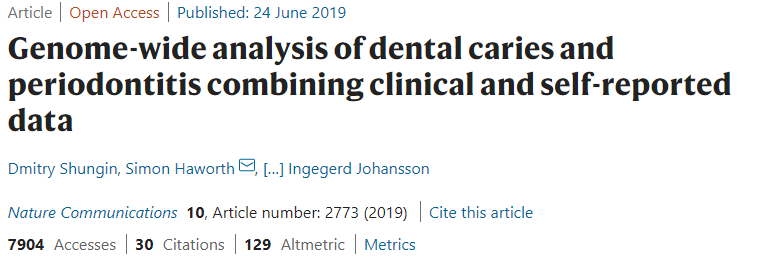 Article | Open Access | Published: 24 June 2019
Genome-wide analysis of dental caries and
periodontitis combining clinical and self-reported
data
Dmitry Shungin, Simon Haworth, [...] Ingegerd Johansson
Nature Communications 10, Article number: 2773 (2019) | Cite this article
7904 Accesses | 30 Citations | 129 Altmetric | Metrics